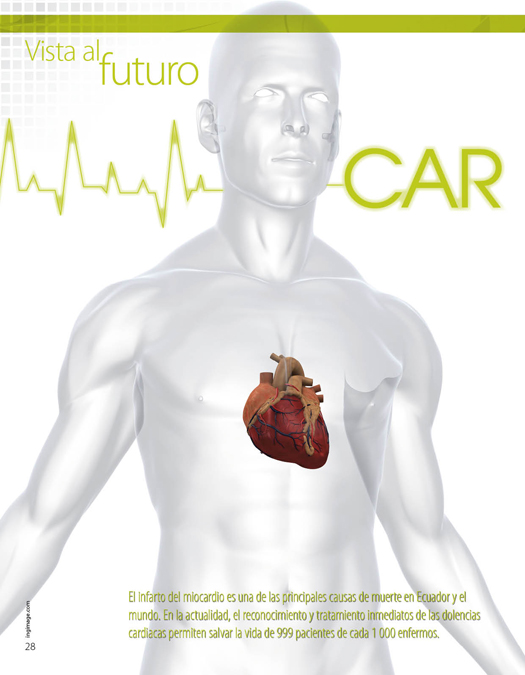 Vista al
futuro
CAR
El infarto del miocardio es una de las principales causas de muerte en Ecuador y el
mundo. En la actualidad, el reconocimiento y tratamiento inmediatos de las dolencias
cardiacas permiten salvar la vida de 999 pacientes de cada 1 000 enfermos.
ingimage.com
28